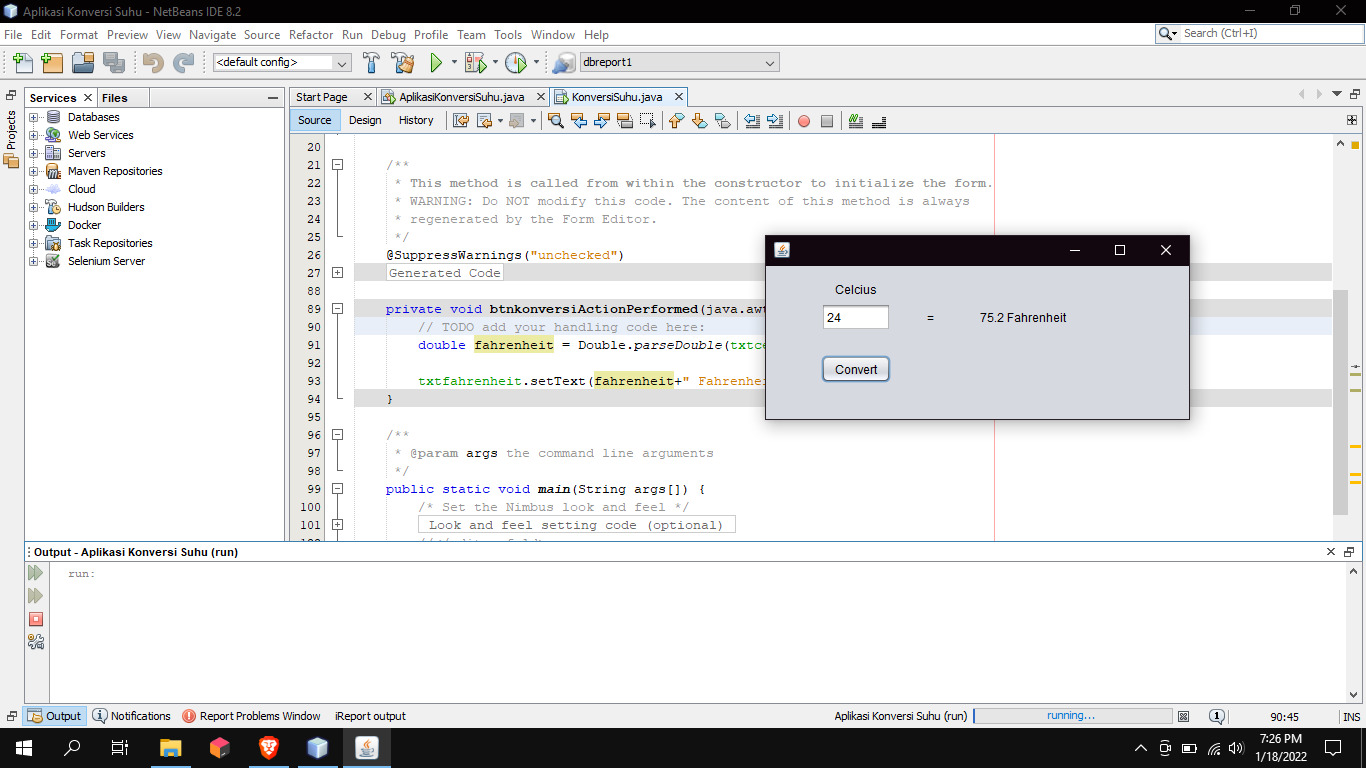 Aplikasi Konversi Suhu - NetBeans IDE 8.2
File Edit Format Preview View Navigate Source Refactor Run Debug Profile Team Tools Window Help
Search (Ctrl+I)
<default config>
dbreport1
Projects
Services
Files
Databases
Web Services
Servers
Maven Repositories
Cloud
Hudson Builders
Docker
Task Repositories
Selenium Server
Start Page
AplikasiKonversiSuhu.java
KonversiSuhu.java
Source Design History
20
21 /**
22 * This method is called from within the constructor to initialize the form.
23 * WARNING: Do NOT modify this code. The content of this method is always
24 * regenerated by the Form Editor.
25 */
26 @SuppressWarnings("unchecked")
27 Generated Code
88
89 private void btnkonversiActionPerformed(java.awt
90 // TODO add your handling code here:
91 double fahrenheit = Double.parseDouble(txtce
92
93 txtfahrenheit.setText(fahrenheit+" Fahrenhei
94 }
95
96 /**
97 * @param args the command line arguments
98 */
99 public static void main(String args[]) {
100 /* Set the Nimbus look and feel */
101 Look and feel setting code (optional)
Celcius
24 = 75.2 Fahrenheit
Convert
Output - Aplikasi Konversi Suhu (run)
run:
Output Notifications Report Problems Window iReport output
Aplikasi Konversi Suhu (run) running... 1 90:45 INS
7:26 PM
1/18/2022